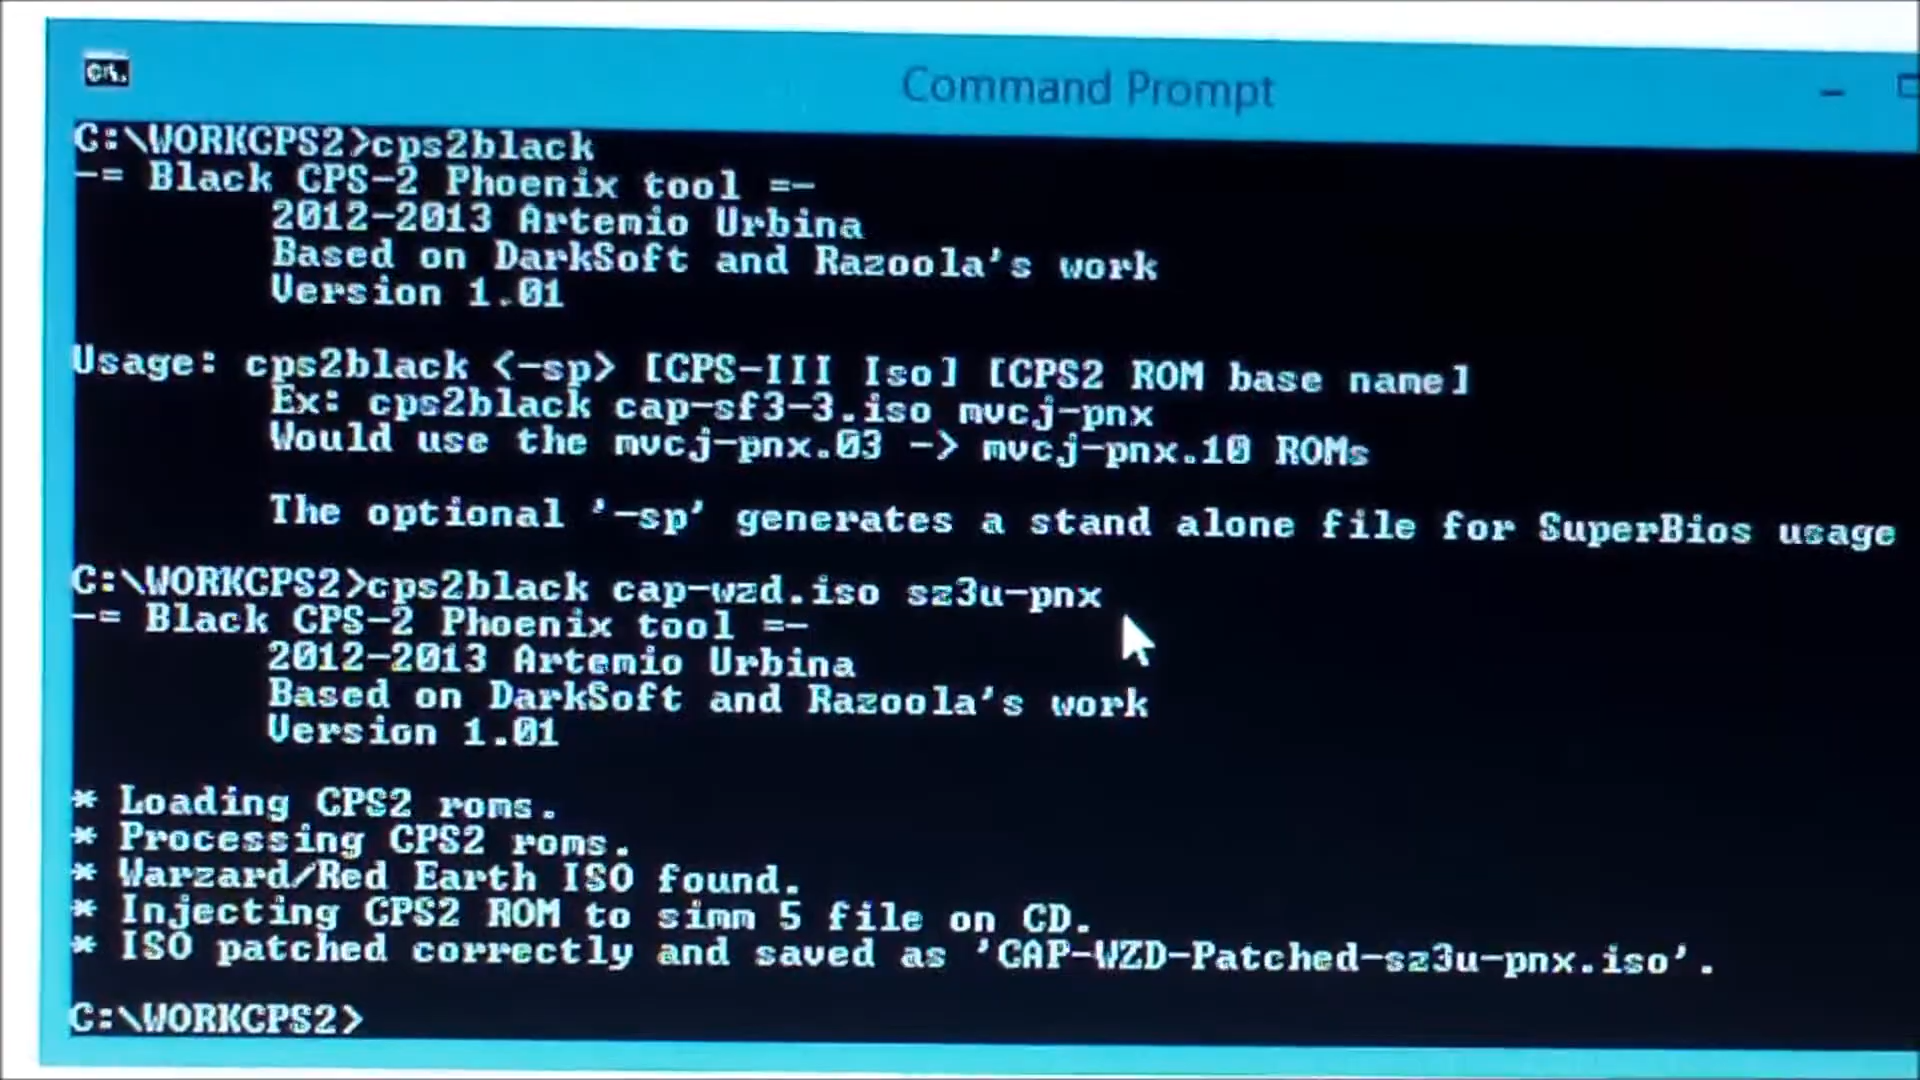 C:\.
Command Prompt
C:\WORKCPS2>cps2black
-= Black CPS-2 Phoenix tool =-
2012-2013 Artemio Urbina
Based on DarkSoft and Razoola's work
Version 1.01
Usage: cps2black <-sp> [CPS-III Iso] [CPS2 ROM base name]
Ex: cps2black cap-sf3-3.iso mvcj-pnx
Would use the mvcj-pnx.03 -> mvcj-pnx.10 ROMs
The optional '-sp' generates a stand alone file for SuperBios usage
C:\WORKCPS2>cps2black cap-wzd.iso sz3u-pnx
-= Black CPS-2 Phoenix tool =-
2012-2013 Artemio Urbina
Based on DarkSoft and Razoola's work
Version 1.01
* Loading CPS2 roms.
* Processing CPS2 roms.
* Warzard/Red Earth ISO found.
* Injecting CPS2 ROM to simm 5 file on CD.
* ISO patched correctly and saved as 'CAP-WZD-Patched-sz3u-pnx.iso'.
C:\WORKCPS2>